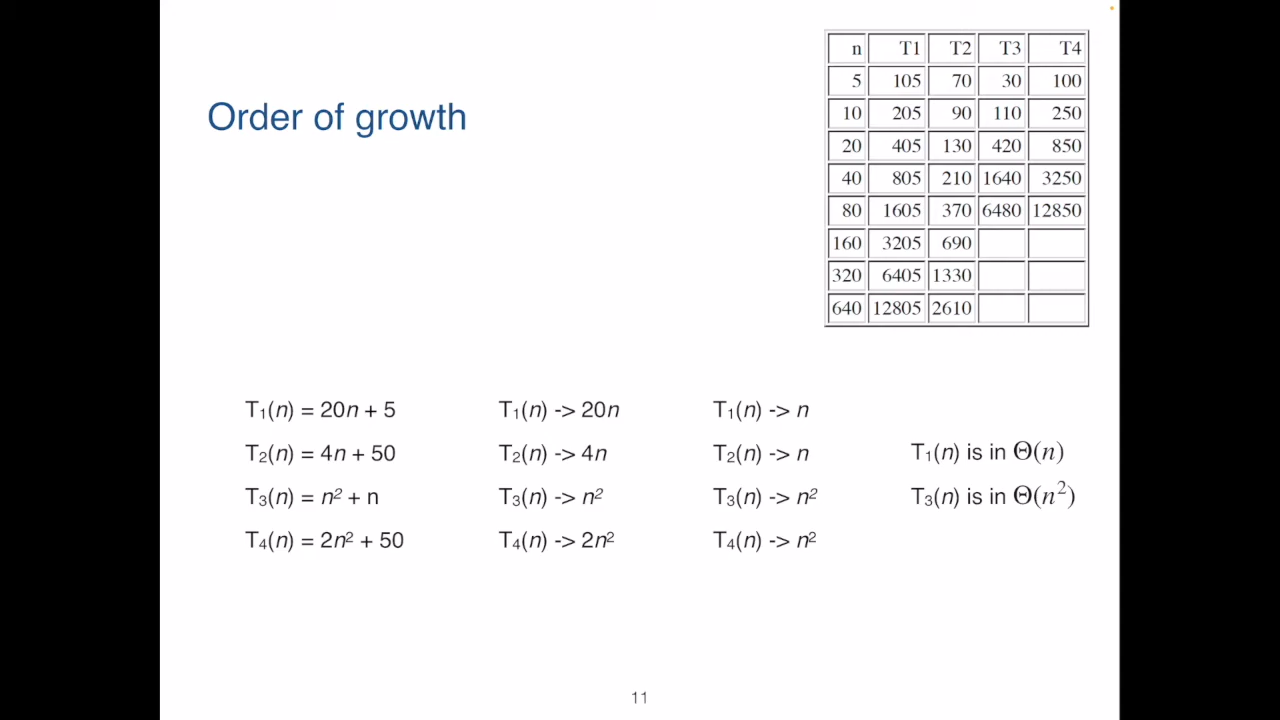 Order of growth
n T1 T2 T3 T4
5 105 70 30 100
10 205 90 110 250
20 405 130 420 850
40 805 210 1640 3250
80 1605 370 6480 12850
160 3205 690
320 6405 1330
640 12805 2610
T₁(n) = 20n + 5 T₁(n) -> 20n T₁(n) -> n
T₂(n) = 4n + 50 T₂(n) -> 4n T₂(n) -> n T₁(n) is in Θ(n)
T₃(n) = n² + n T₃(n) -> n² T₃(n) -> n² T₃(n) is in Θ(n²)
T₄(n) = 2n² + 50 T₄(n) -> 2n² T₄(n) -> n²
11